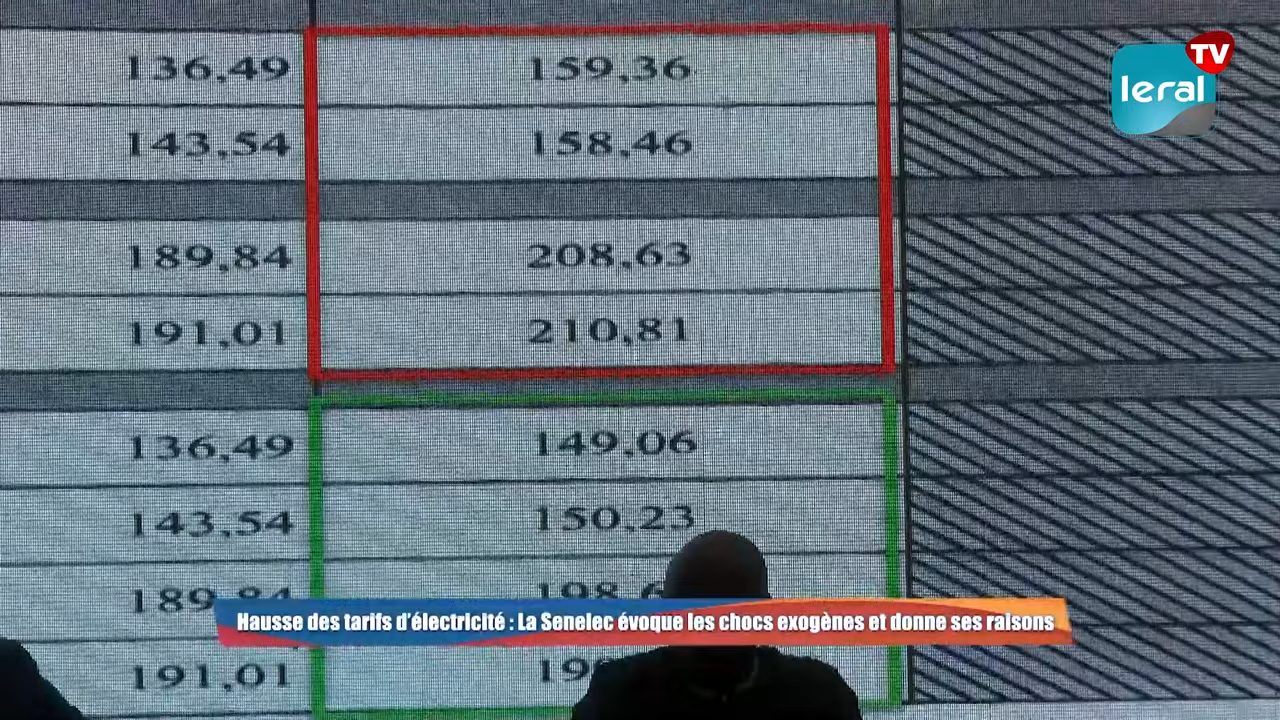 136,49 159,36
TV
leral
143,54 158,46
189,84 208,63
191,01 210,81
136,49 149,06
143,54 150,23
189,84
Hausse des tarifs d'électricité : La Senelec évoque les chocs exogènes et donne ses raisons
191,01